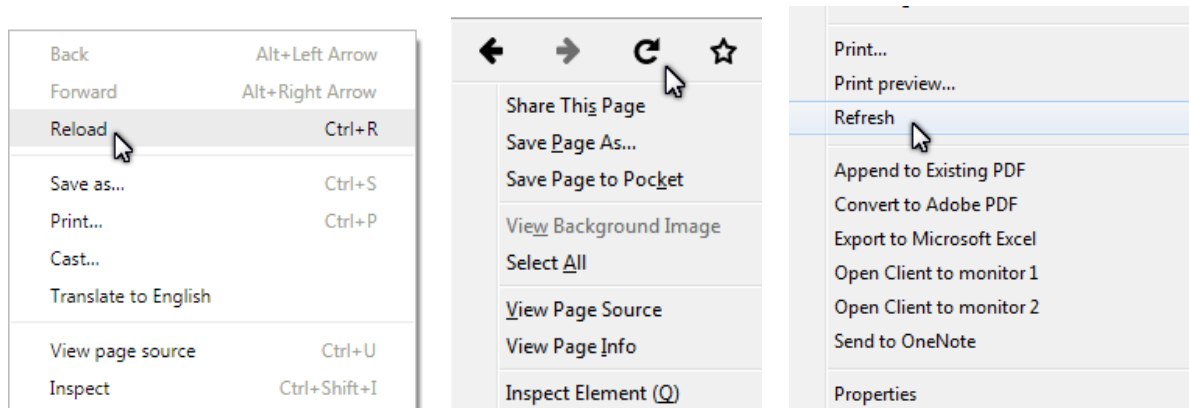 Back Alt+Left Arrow
Forward Alt+Right Arrow
Reload Ctrl+R
Save as... Ctrl+S
Print... Ctrl+P
Cast...
Translate to English
View page source Ctrl+U
Inspect Ctrl+Shift+I
Share This Page
Save Page As...
Save Page to Pocket
View Background Image
Select All
View Page Source
View Page Info
Inspect Element (Q)
Print...
Print preview...
Refresh
Append to Existing PDF
Convert to Adobe PDF
Export to Microsoft Excel
Open Client to monitor 1
Open Client to monitor 2
Send to OneNote
Properties